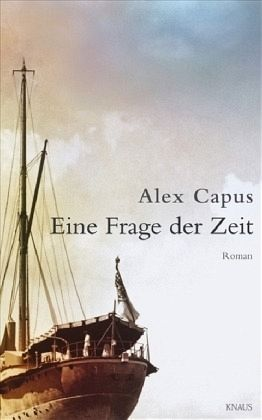 Alex Capus
Eine Frage der Zeit
Roman
KNAUS